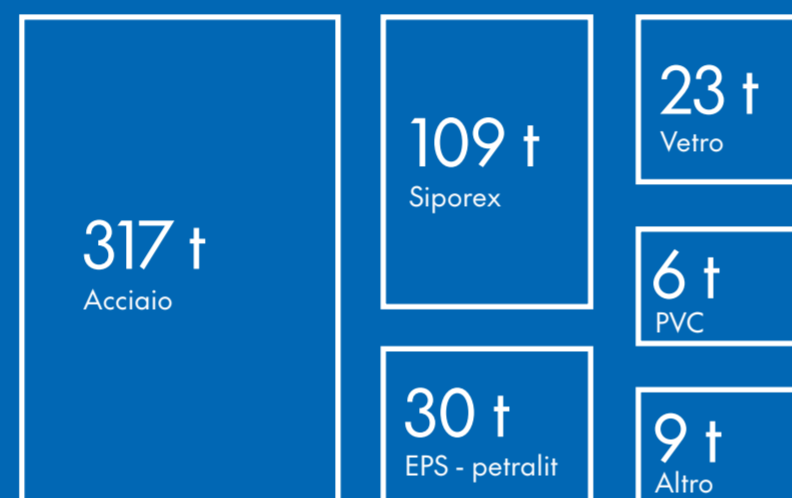 317 t
Acciaio
109 t
Siporex
30 t
EPS - petralit
23 t
Vetro
6 t
PVC
9 t
Altro